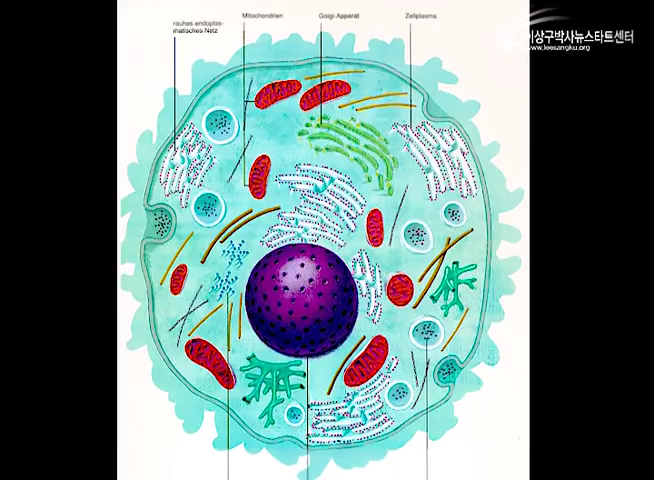 rauhes endoplas-
matisches Netz
Mitochondrien
Golgi-Apparat
Zellplasma
이상구박사뉴스타트센터
www.leesangku.org